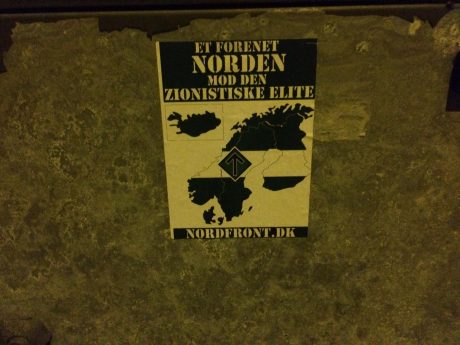 ET FORENET
NORDEN
MOD DEN
ZIONISTISKE ELITE
NORDFRONT.DK